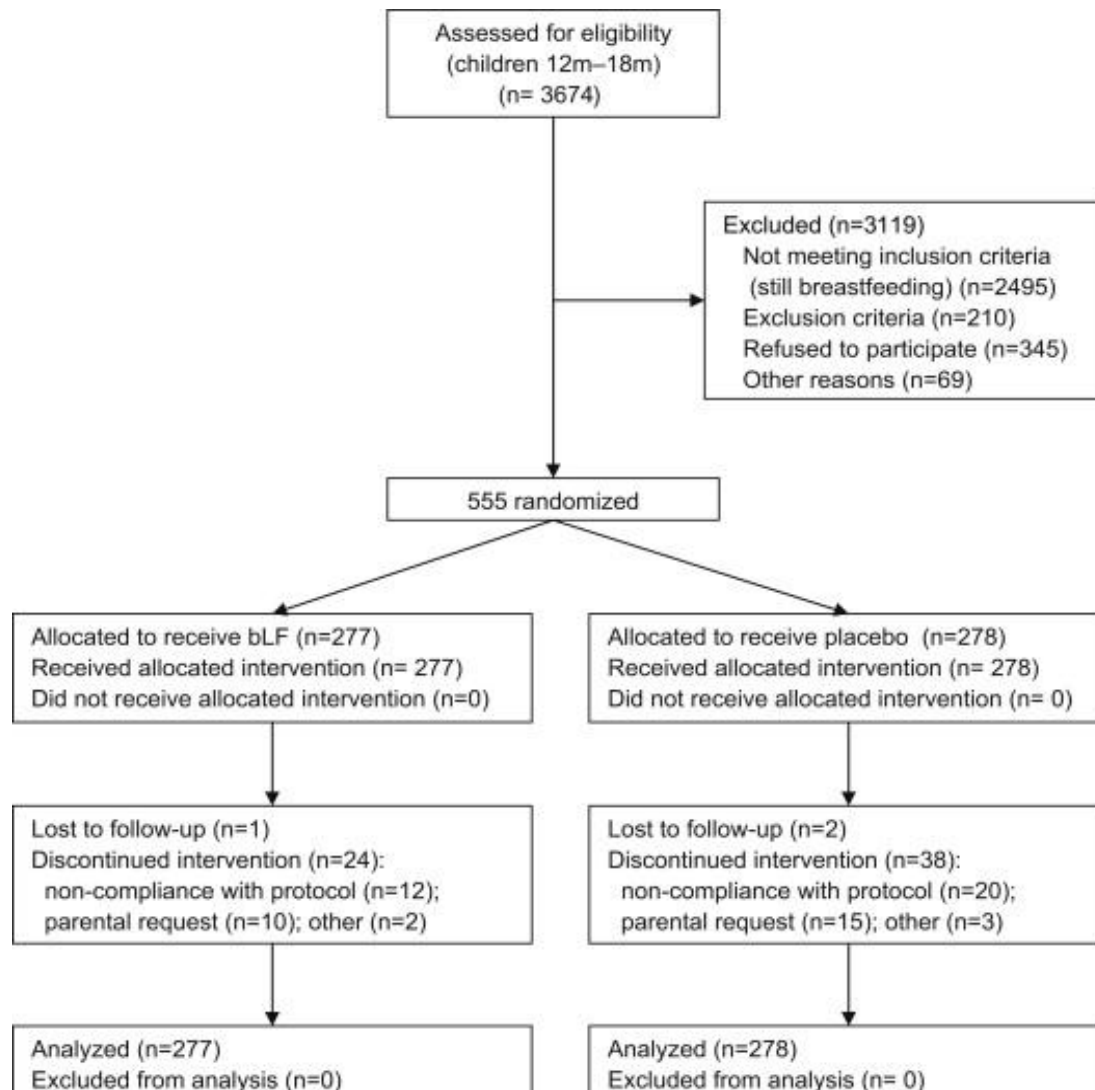 Assessed for eligibility
(children 12m–18m)
(n= 3674)
Excluded (n=3119)
Not meeting inclusion criteria
(still breastfeeding) (n=2495)
Exclusion criteria (n=210)
Refused to participate (n=345)
Other reasons (n=69)
555 randomized
Allocated to receive bLF (n=277)
Received allocated intervention (n= 277)
Did not receive allocated intervention (n=0)
Allocated to receive placebo (n=278)
Received allocated intervention (n= 278)
Did not receive allocated intervention (n= 0)
Lost to follow-up (n=1)
Discontinued intervention (n=24):
non-compliance with protocol (n=12);
parental request (n=10); other (n=2)
Lost to follow-up (n=2)
Discontinued intervention (n=38):
non-compliance with protocol (n=20);
parental request (n=15); other (n=3)
Analyzed (n=277)
Excluded from analysis (n=0)
Analyzed (n=278)
Excluded from analysis (n= 0)